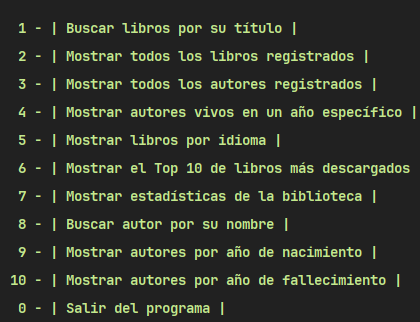 1 - | Buscar libros por su título |
2 - | Mostrar todos los libros registrados |
3 - | Mostrar todos los autores registrados |
4 - | Mostrar autores vivos en un año específico |
5 - | Mostrar libros por idioma |
6 - | Mostrar el Top 10 de libros más descargados
7 - | Mostrar estadísticas de la biblioteca |
8 - | Buscar autor por su nombre |
9 - | Mostrar autores por año de nacimiento |
10 - | Mostrar autores por año de fallecimiento |
0 - | Salir del programa |